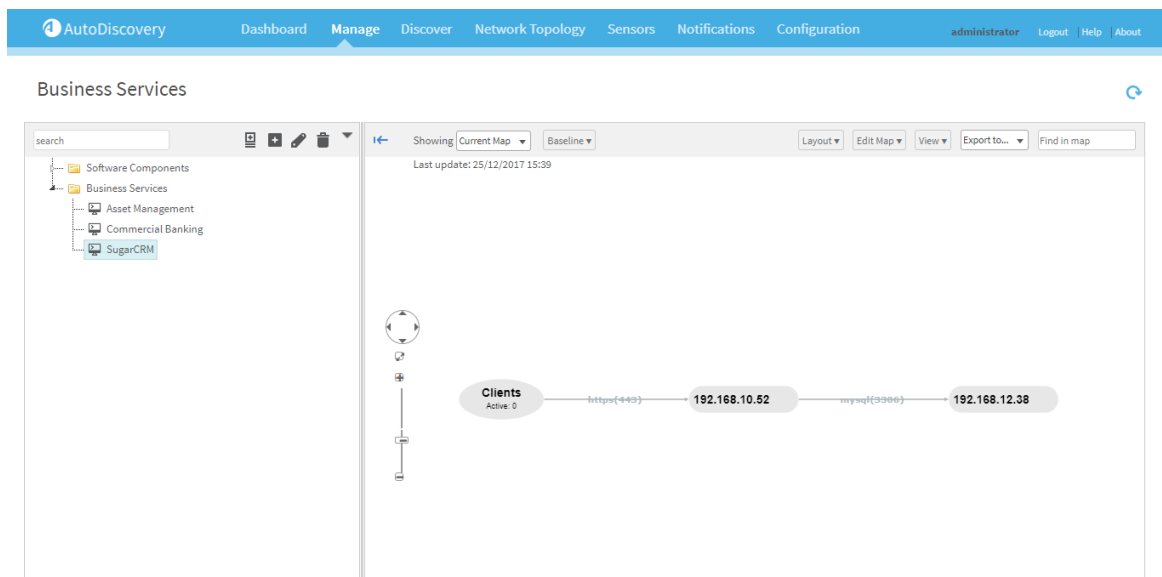 AutoDiscovery Dashboard Manage Discover Network Topology Sensors Notifications Configuration administrator Logout | Help | About
Business Services
search
Showing Current Map Baseline Layout Edit Map View Export to... Find in map
Last update: 25/12/2017 15:39
Software Components
Business Services
Asset Management
Commercial Banking
SugarCRM
Clients
Active: 0
https(443)
192.168.10.52
mysql(3306)
192.168.12.38